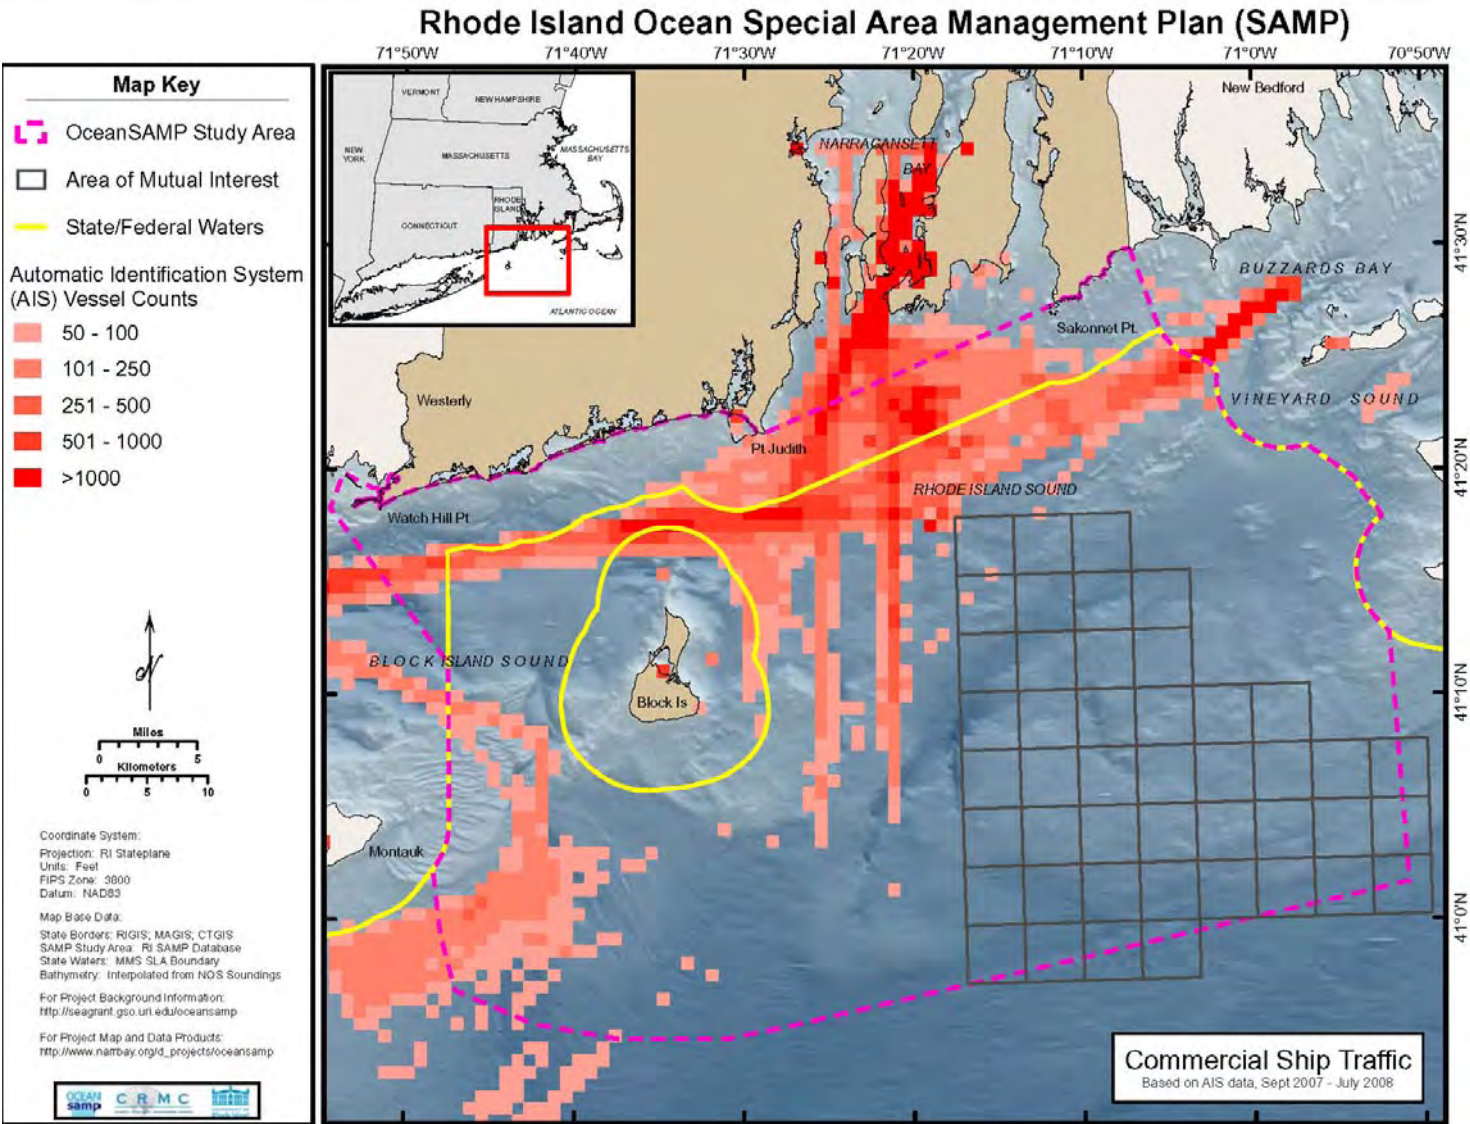 Rhode Island Ocean Special Area Management Plan (SAMP)
71°50'W 71°40'W 71°30'W 71°20'W 71°10'W 71°0'W 70°50'W
Map Key
OceanSAMP Study Area
Area of Mutual Interest
State/Federal Waters
Automatic Identification System
(AIS) Vessel Counts
50 - 100
101 - 250
251 - 500
501 - 1000
>1000
N
Miles
0 5
Kilometers
0 5 10
Coordinate System:
Projection: RI Stateplane
Units: Feet
FIPS Zone: 3800
Datum: NAD83
Map Base Data:
State Borders: RIGIS; MAGIS; CTGIS
SAMP Study Area: RI SAMP Database
State Waters: MMS SLA Boundary
Bathymetry: Interpolated from NOS Soundings
For Project Background Information:
http://seagrant.gso.uri.edu/oceansamp
For Project Map and Data Products:
http://www.narrbay.org/d_projects/oceansamp
OCEAN
samp
CRMC
VERMONT
NEW HAMPSHIRE
NEW
YORK
MASSACHUSETTS
MASSACHUSETTS
BAY
CONNECTICUT
RHODE
ISLAND
ATLANTIC OCEAN
New Bedford
NARRAGANSETT
BAY
BUZZARDS BAY
Sakonnet Pt.
VINEYARD SOUND
Westerly
Pt Judith
RHODE ISLAND SOUND
Watch Hill Pt
BLOCK ISLAND SOUND
Block Is
Montauk
41°30'N
41°20'N
41°10'N
41°0'N
Commercial Ship Traffic
Based on AIS data, Sept 2007 - July 2008